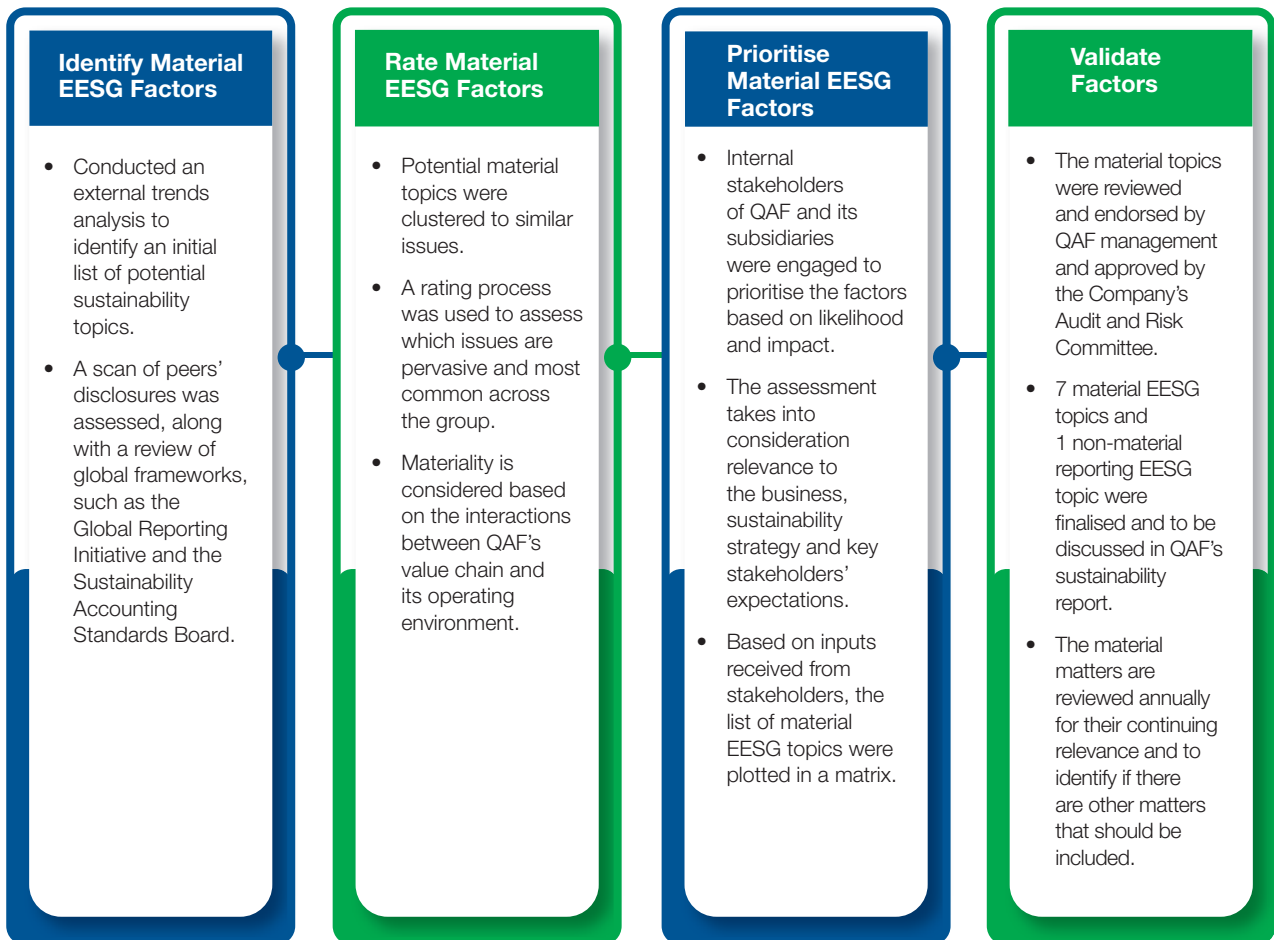 Identify Material
EESG Factors
• Conducted an
external trends
analysis to
identify an initial
list of potential
sustainability
topics.
• A scan of peers'
disclosures was
assessed, along
with a review of
global frameworks,
such as the
Global Reporting
Initiative and the
Sustainability
Accounting
Standards Board.
Rate Material
EESG Factors
• Potential material
topics were
clustered to similar
issues.
• A rating process
was used to assess
which issues are
pervasive and most
common across
the group.
• Materiality is
considered based
on the interactions
between QAF's
value chain and
its operating
environment.
Prioritise
Material EESG
Factors
• Internal
stakeholders
of QAF and its
subsidiaries
were engaged to
prioritise the factors
based on likelihood
and impact.
• The assessment
takes into
consideration
relevance to
the business,
sustainability
strategy and key
stakeholders'
expectations.
• Based on inputs
received from
stakeholders, the
list of material
EESG topics were
plotted in a matrix.
Validate
Factors
• The material topics
were reviewed
and endorsed by
QAF management
and approved by
the Company's
Audit and Risk
Committee.
• 7 material EESG
topics and
1 non-material
reporting EESG
topic were
finalised and to be
discussed in QAF's
sustainability
report.
• The material
matters are
reviewed annually
for their continuing
relevance and to
identify if there
are other matters
that should be
included.